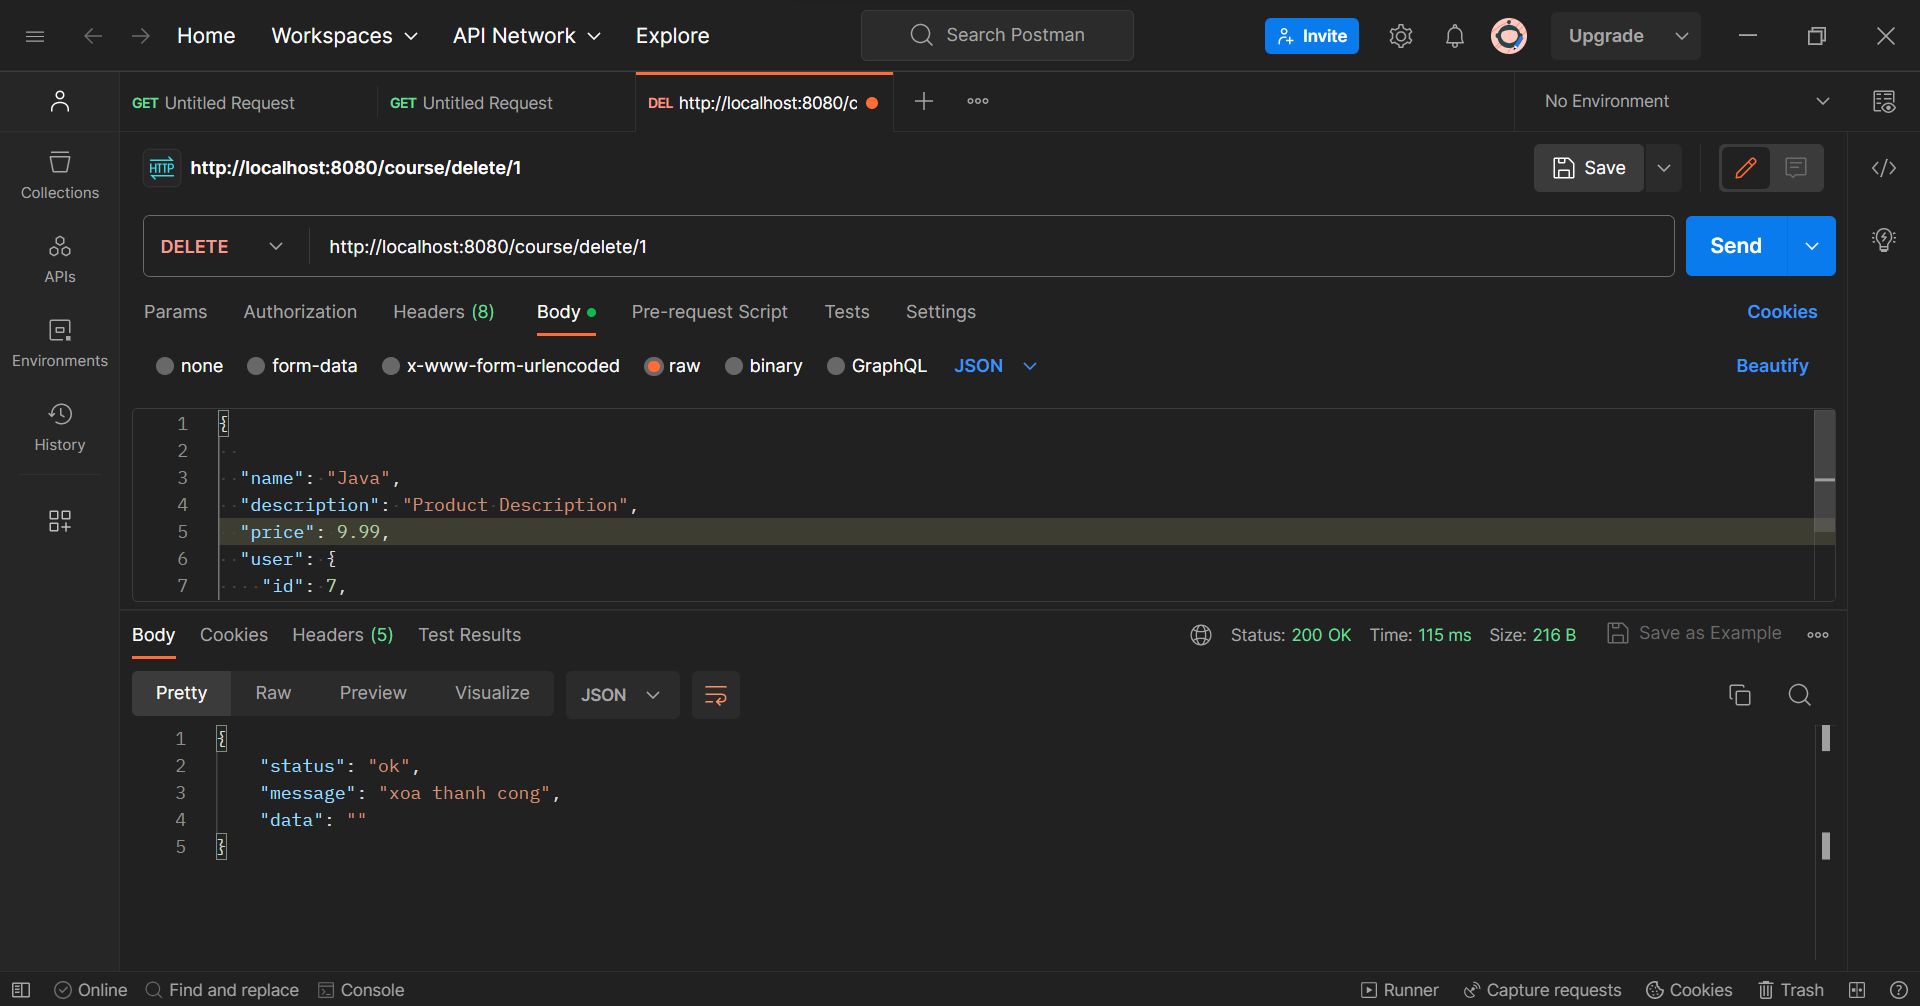 Home Workspaces API Network Explore Search Postman Invite Upgrade
GET Untitled Request GET Untitled Request DEL http://localhost:8080/c No Environment
HTTP http://localhost:8080/course/delete/1 Save
Collections
APIs
Environments
History
DELETE http://localhost:8080/course/delete/1 Send
Params Authorization Headers (8) Body Pre-request Script Tests Settings Cookies
none form-data x-www-form-urlencoded raw binary GraphQL JSON Beautify
1 {
2
3 "name": "Java",
4 "description": "Product Description",
5 "price": 9.99,
6 "user": {
7 "id": 7,
Body Cookies Headers (5) Test Results Status: 200 OK Time: 115 ms Size: 216 B Save as Example
Pretty Raw Preview Visualize JSON
1 {
2 "status": "ok",
3 "message": "xoa thanh cong",
4 "data": ""
5 }
Online Find and replace Console Runner Capture requests Cookies Trash